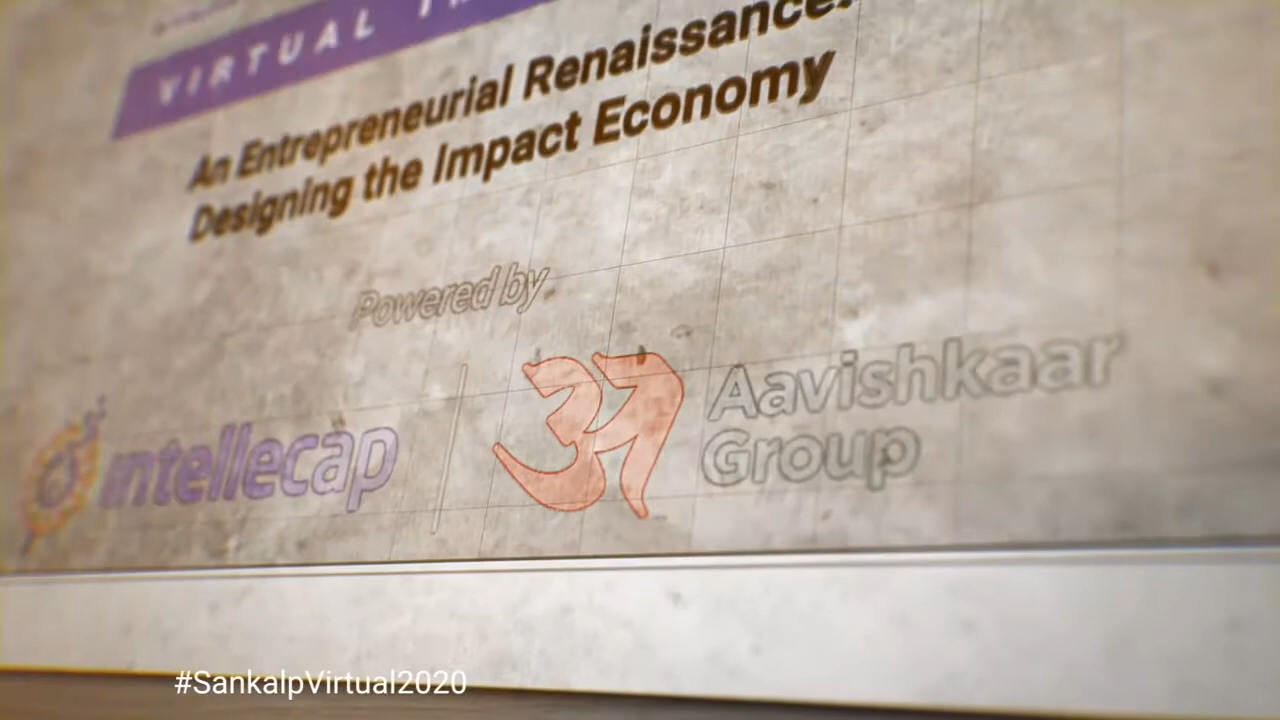 VIRTUAL
An Entrepreneurial Renaissance:
Designing the Impact Economy
Powered by
intellecap
अ
Aavishkaar
Group
#SankalpVirtual2020